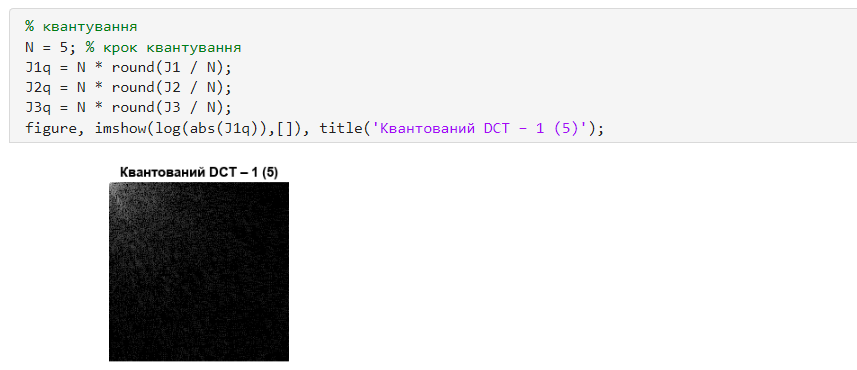 % квантування
N = 5; % крок квантування
J1q = N * round(J1 / N);
J2q = N * round(J2 / N);
J3q = N * round(J3 / N);
figure, imshow(log(abs(J1q)),[]), title('Квантований DCT – 1 (5)');
Квантований DCT – 1 (5)